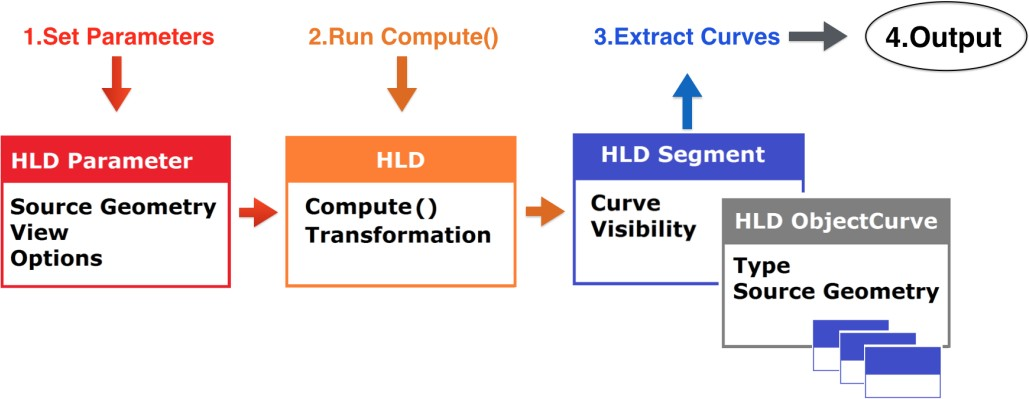 1.Set Parameters
2.Run Compute()
3.Extract Curves
4.Output
HLD Parameter
Source Geometry
View
Options
HLD
Compute()
Transformation
HLD Segment
Curve
Visibility
HLD ObjectCurve
Type
Source Geometry